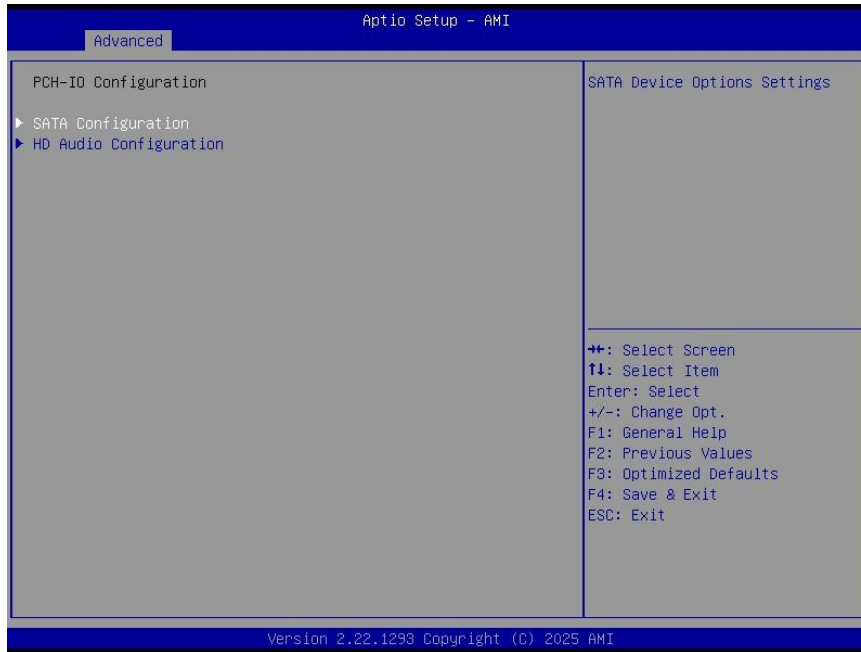 Aptio Setup – AMI
Advanced
PCH-IO Configuration
SATA Configuration
HD Audio Configuration
SATA Device Options Settings
→←: Select Screen
↑↓: Select Item
Enter: Select
+/-: Change Opt.
F1: General Help
F2: Previous Values
F3: Optimized Defaults
F4: Save & Exit
ESC: Exit
Version 2.22.1293 Copyright (C) 2025 AMI